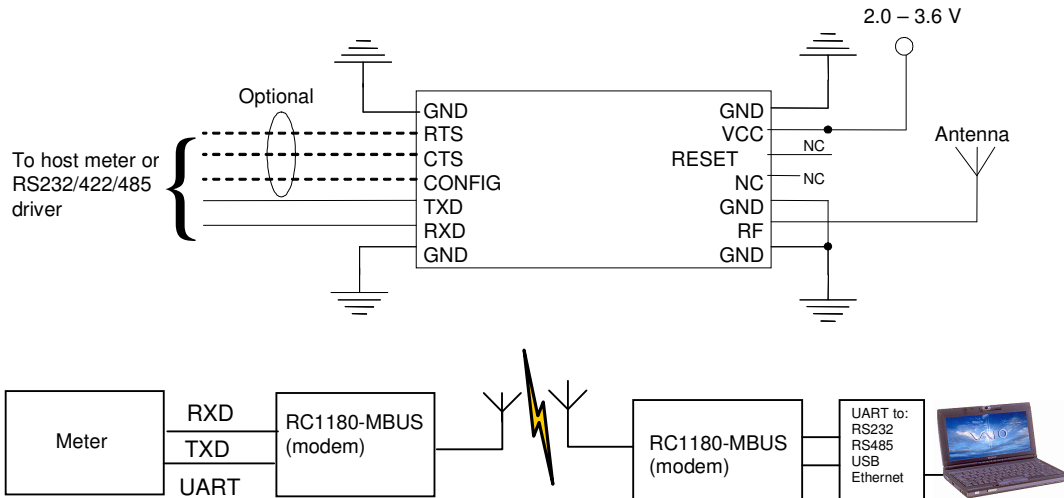 2.0 – 3.6 V
Optional
GND
RTS
CTS
CONFIG
TXD
RXD
GND
To host meter or
RS232/422/485
driver
GND
VCC
RESET
NC
GND
RF
GND
NC
NC
Antenna
Meter
RXD
TXD
UART
RC1180-MBUS
(modem)
RC1180-MBUS
(modem)
UART to:
RS232
RS485
USB
Ethernet
VAIO